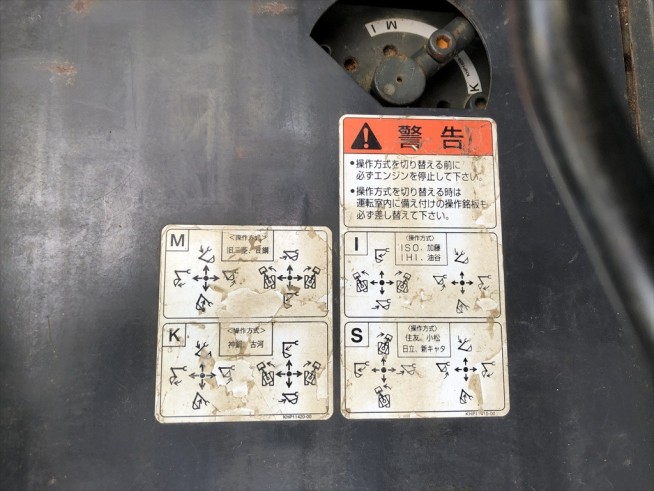 I M
K
警告
•操作方式を切り替える前に
必ずエンジンを停止して下さい。
•操作方式を切り替える時は
運転室内に備え付けの操作銘板も
必ず差し替えて下さい。
M
<操作方式>
旧三菱/日鋼
K
<操作方式>
神鋼、古河
KHP11420-00
I
<操作方式>
ISO、加藤
IHI、油谷
S
<操作方式>
住友、小松
日立、新キャタ